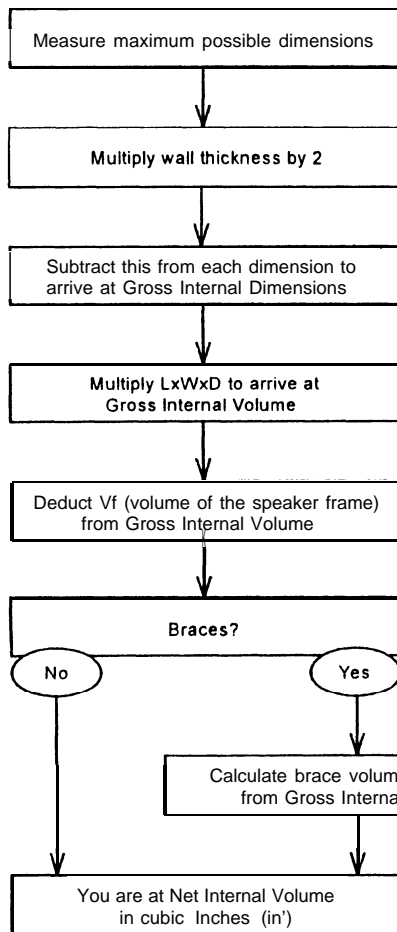 Measure maximum possible dimensions
Multiply wall thickness by 2
Subtract this from each dimension to
arrive at Gross Internal Dimensions
Multiply LxWxD to arrive at
Gross Internal Volume
Deduct Vf (volume of the speaker frame)
from Gross Internal Volume
Braces?
No
Yes
Calculate brace volum
from Gross Interna
You are at Net Internal Volume
in cubic Inches (in')